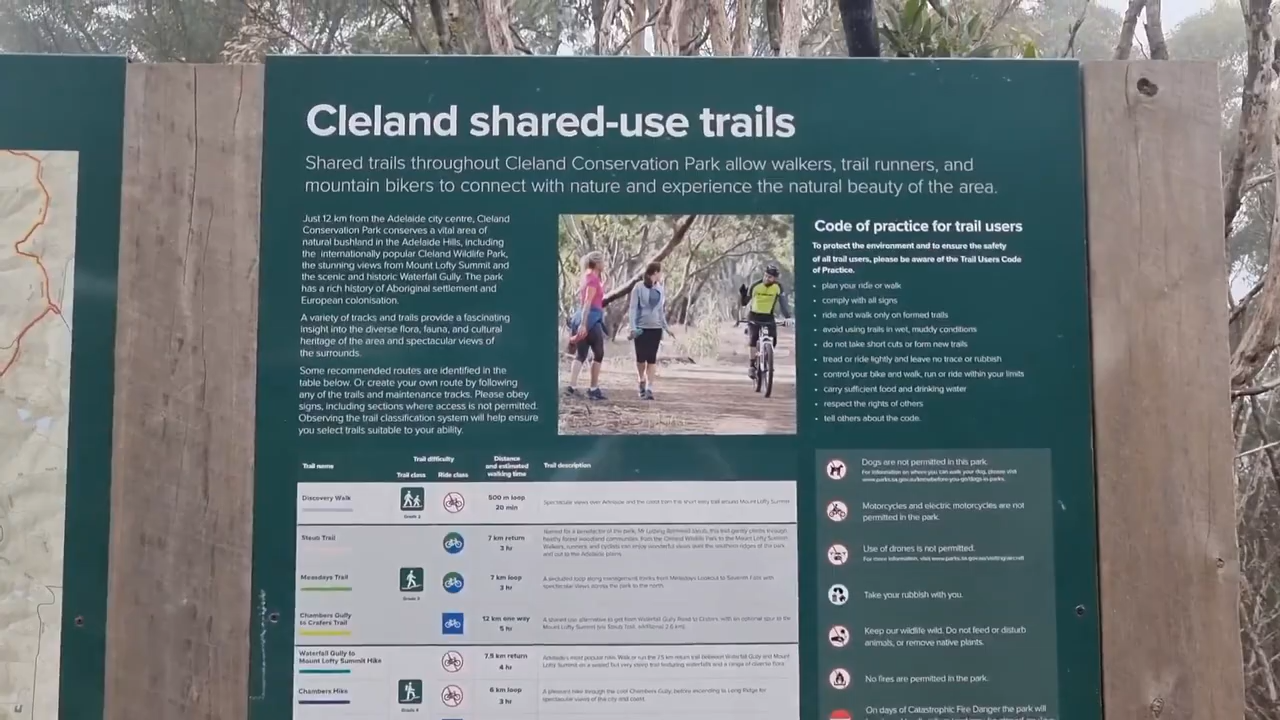 Cleland shared-use trails
Shared trails throughout Cleland Conservation Park allow walkers, trail runners, and
mountain bikers to connect with nature and experience the natural beauty of the area.
Just 12 km from the Adelaide city centre, Cleland
Conservation Park conserves a vital area of
natural bushland in the Adelaide Hills, including
the internationally popular Cleland Wildlife Park,
the stunning views from Mount Lofty Summit and
the scenic and historic Waterfall Gully. The park
has a rich history of Aboriginal settlement and
European colonisation.
A variety of tracks and trails provide a fascinating
insight into the diverse flora, fauna, and cultural
heritage of the area and spectacular views of
the surrounds.
Some recommended routes are identified in the
table below. Or create your own route by following
any of the trails and maintenance tracks. Please obey
signs, including sections where access is not permitted.
Observing the trail classification system will help ensure
you select trails suitable to your ability.
Code of practice for trail users
To protect the environment and to ensure the safety
of all trail users, please be aware of the Trail Users Code
of Practice.
• plan your ride or walk
• comply with all signs
• ride and walk only on formed trails
• avoid using trails in wet, muddy conditions
• do not take short cuts or form new trails
• tread or ride lightly and leave no trace or rubbish
• control your bike and walk, run or ride within your limits
• carry sufficient food and drinking water
• respect the rights of others
• tell others about the code.
Trail name
Trail difficulty
Trail class
Ride class
Distance
and estimated
walking time
Trail description
Discovery Walk
500 m loop
20 min
7 km return
3 hr
Measdays Trail
7 km loop
3 hr
Chambers Gully
to Crafers Trail
12 km one way
5 hr
Waterfall Gully to
Mount Lofty Summit Hike
7.5 km return
4 hr
Chambers Hike
6 km loop
3 hr
Dogs are not permitted in this park.
Motorcycles and electric motorcycles are not
permitted in the park.
Use of drones is not permitted.
Take your rubbish with you.
Keep our wildlife wild. Do not feed or disturb
animals, or remove native plants.
No fires are permitted in the park.
On days of Catastrophic Fire Danger the park will